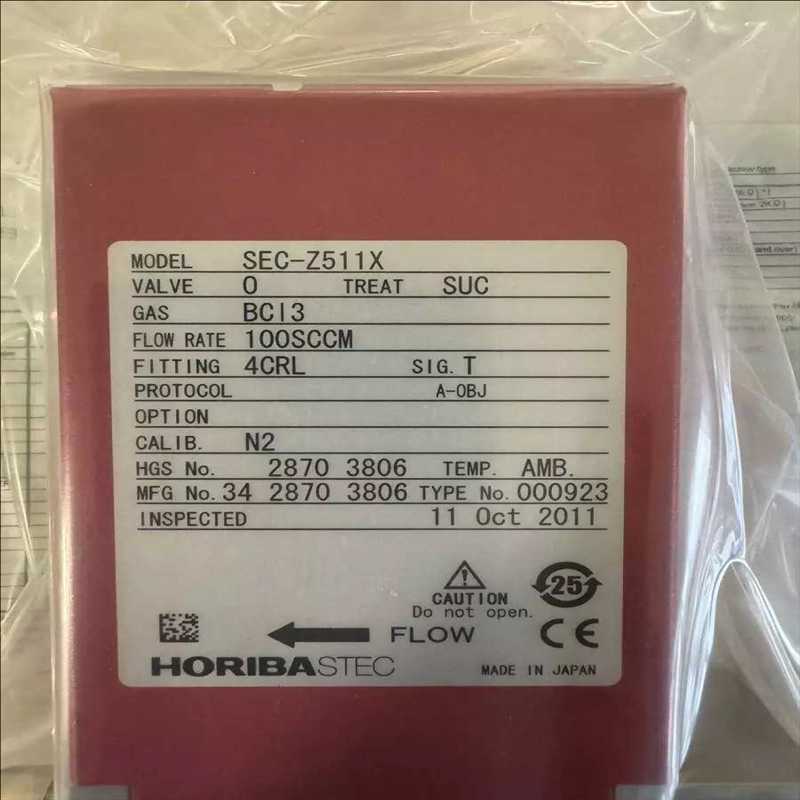 MODEL SEC-Z511X
VALVE O TREAT SUC
GAS BCl3
FLOW RATE 100SCCM
FITTING 4CRL SIG. T
PROTOCOL A-OBJ
OPTION
CALIB. N2
HGS No. 2870 3806 TEMP. AMB.
MFG No. 34 2870 3806 TYPE No. 000923
INSPECTED 11 Oct 2011
CAUTION
Do not open.
25
FLOW
CE
HORIBASTEC
MADE IN JAPAN
and over)